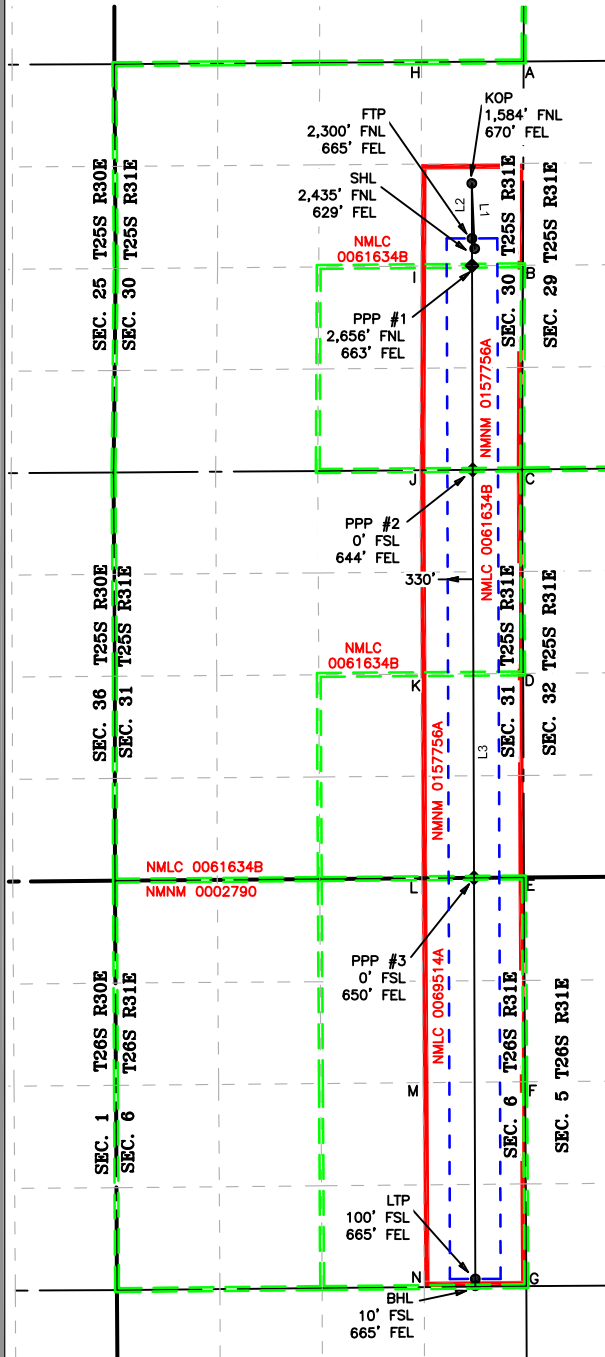 H
A
KOP
1,584' FNL
670' FEL
FTP
2,300' FNL
665' FEL
SHL
2,435' FNL
629' FEL
L2
L1
NMLC
0061634B
SEC. 25 T25S R30E
SEC. 30 T25S R31E
SEC. 30 T25S R31E
SEC. 29 T25S R31E
I
B
PPP #1
2,656' FNL
663' FEL
NMNM 0157756A
J
C
PPP #2
0' FSL
644' FEL
NMLC 0061634B
330'
SEC. 36 T25S R30E
SEC. 31 T25S R31E
SEC. 31 T25S R31E
SEC. 32 T25S R31E
NMLC
0061634B
K
D
L3
NMNM 0157756A
NMLC 0061634B
NMNM 0002790
L
E
PPP #3
0' FSL
650' FEL
NMLC 0069514A
SEC. 1 T26S R30E
SEC. 6 T26S R31E
SEC. 6 T26S R31E
SEC. 5 T26S R31E
M
F
LTP
100' FSL
665' FEL
N
G
BHL
10' FSL
665' FEL